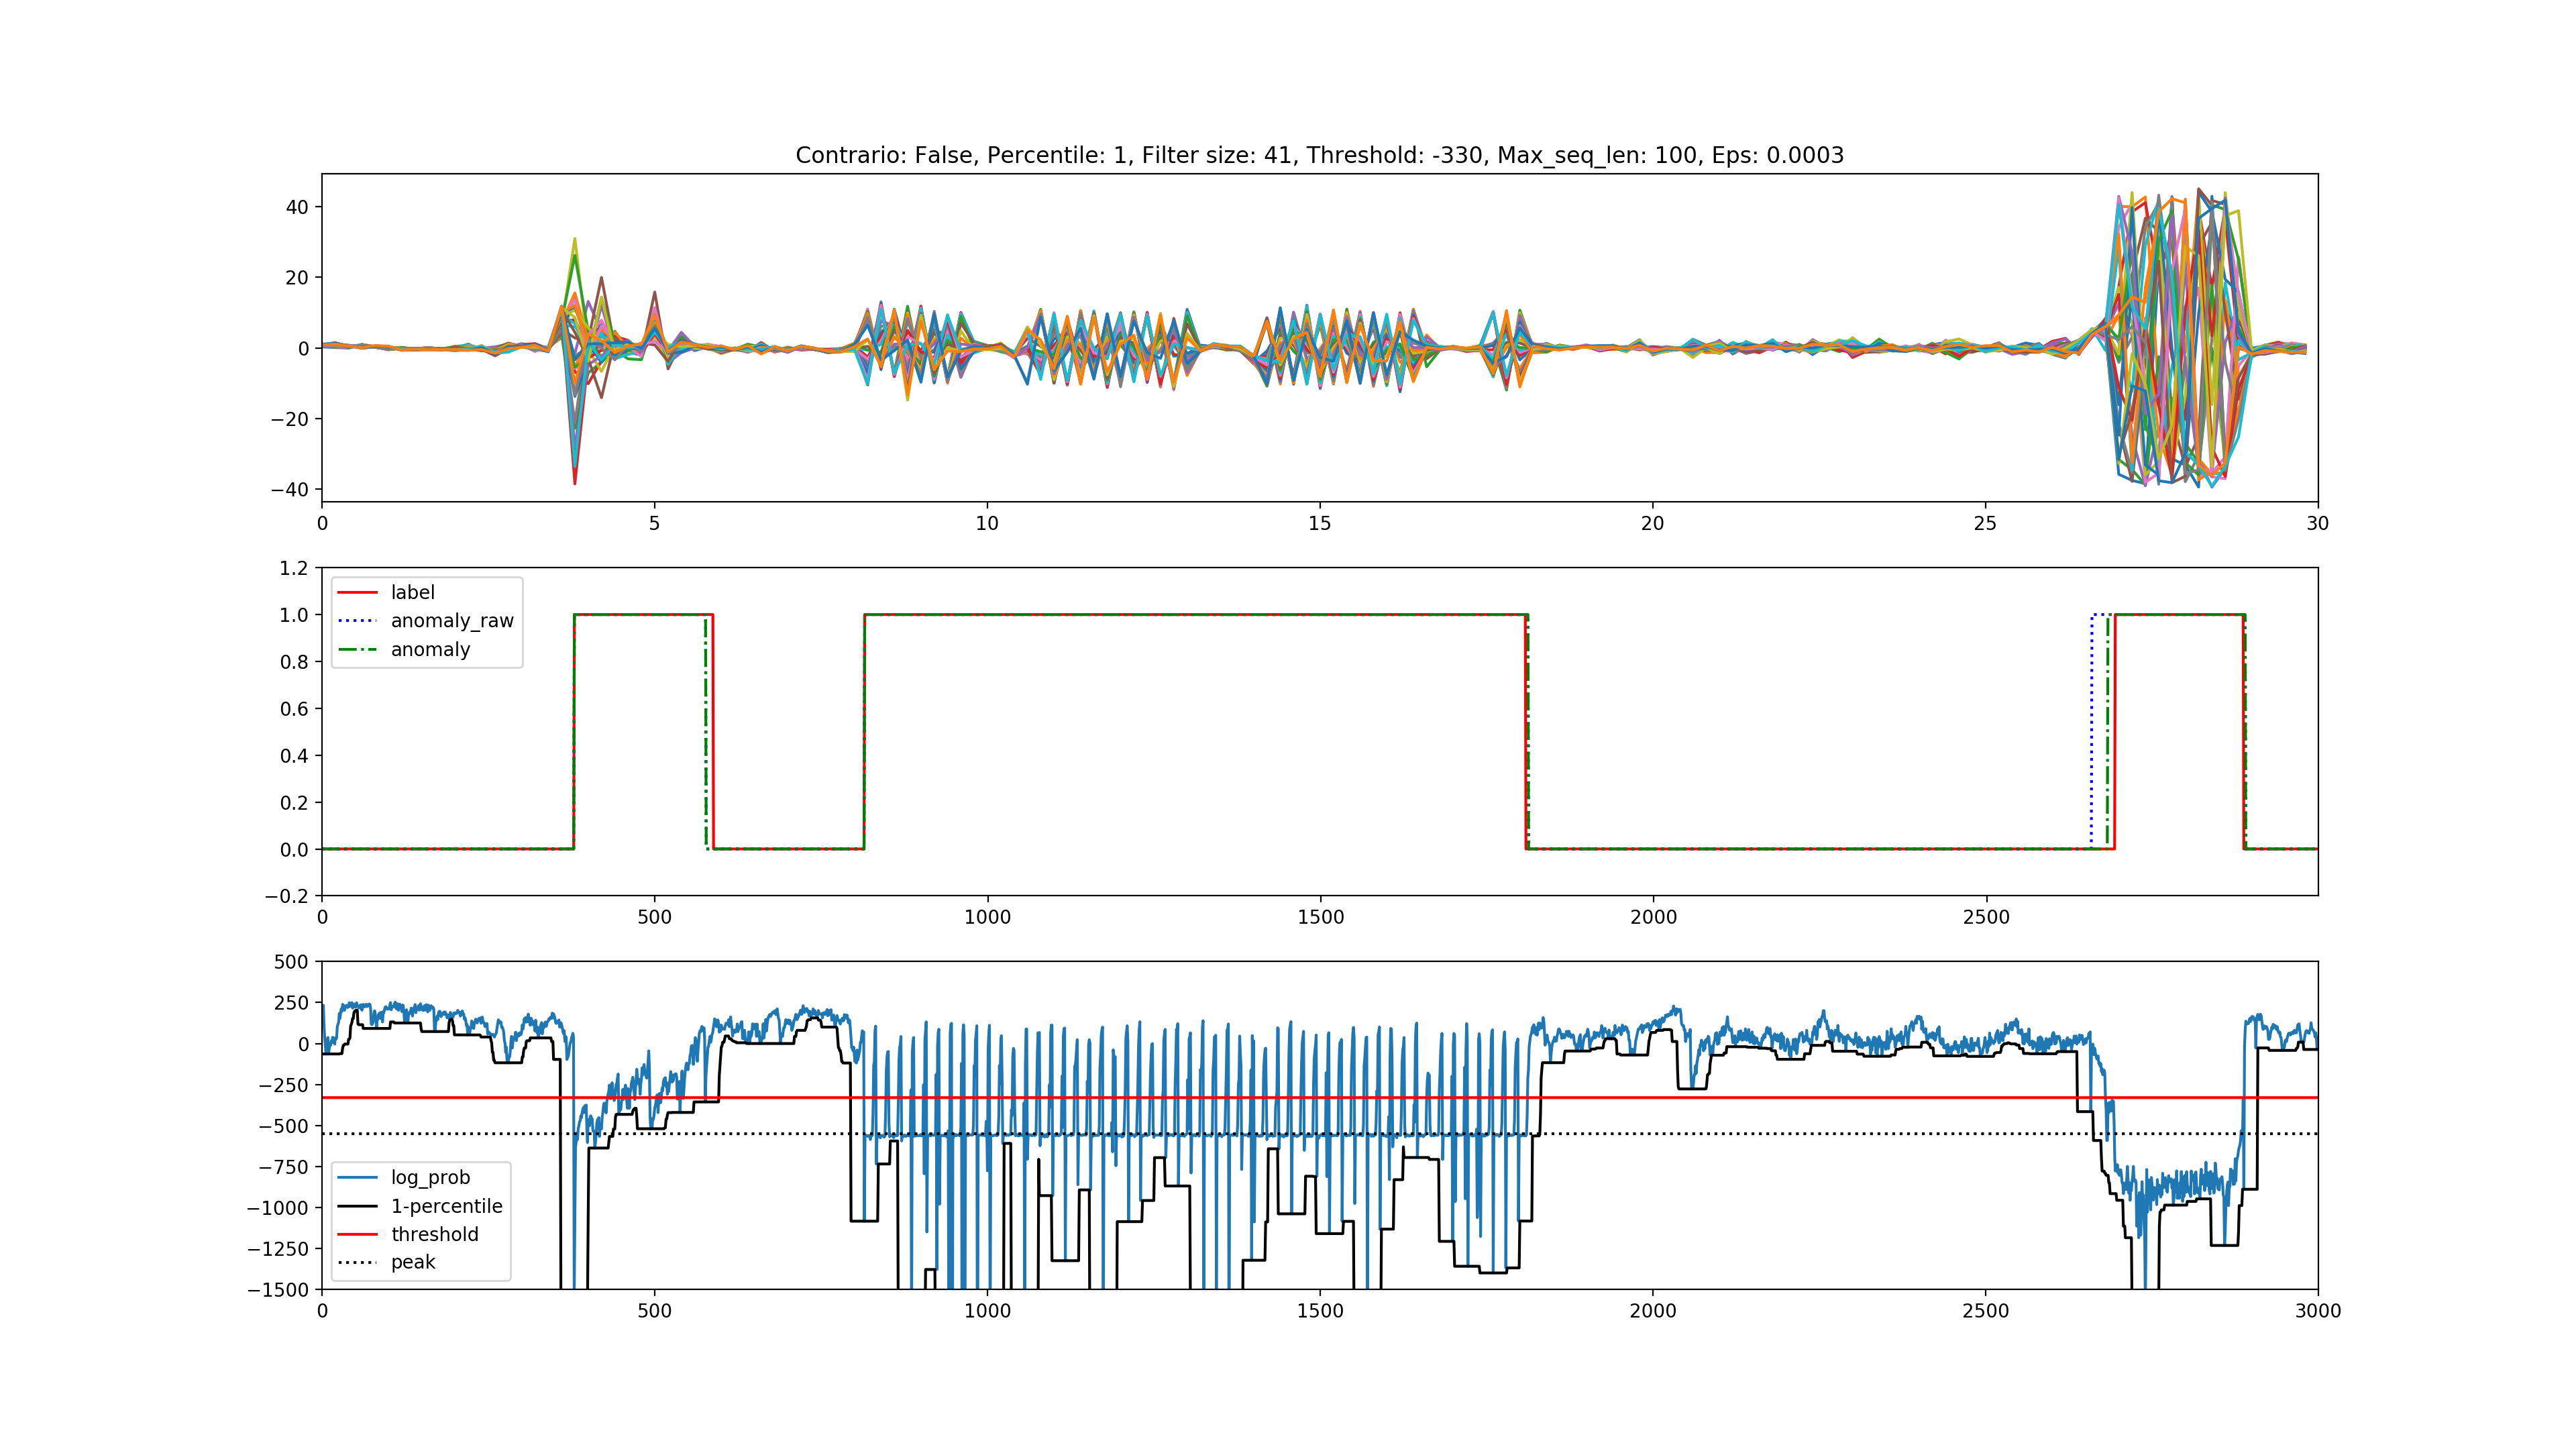 Contrario: False, Percentile: 1, Filter size: 41, Threshold: -330, Max_seq_len: 100, Eps: 0.0003
40
20
0
−20
−40
0 5 10 15 20 25 30
1.2
1.0
0.8
0.6
0.4
0.2
0.0
−0.2
label
anomaly_raw
anomaly
0 500 1000 1500 2000 2500
500
250
0
−250
−500
−750
−1000
−1250
−1500
log_prob
1-percentile
threshold
peak
0 500 1000 1500 2000 2500 3000